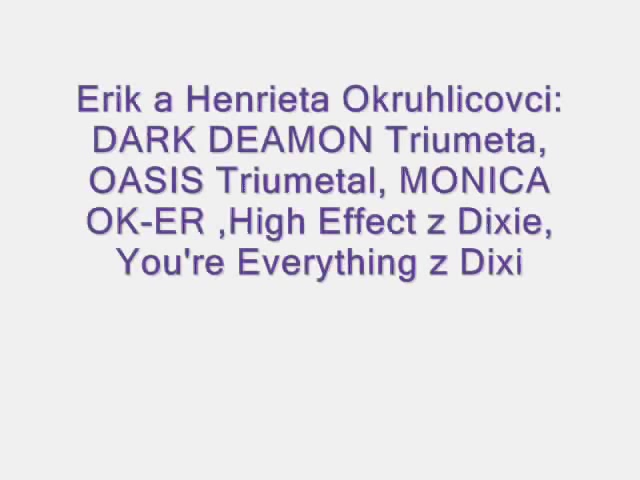 Erik a Henrieta Okruhlicovci:
DARK DEAMON Triumeta,
OASIS Triumetal, MONICA
OK-ER ,High Effect z Dixie,
You're Everything z Dixi